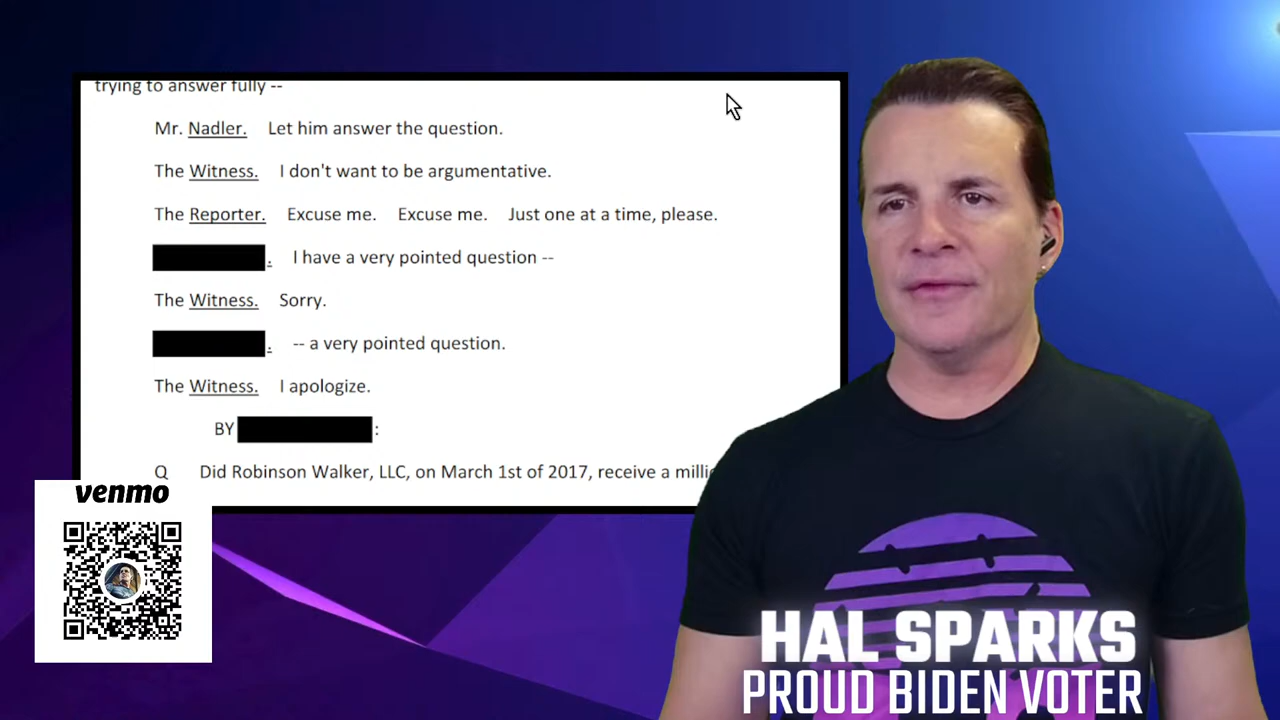 trying to answer fully --
Mr. Nadler. Let him answer the question.
The Witness. I don't want to be argumentative.
The Reporter. Excuse me. Excuse me. Just one at a time, please.
. I have a very pointed question --
The Witness. Sorry.
. -- a very pointed question.
The Witness. I apologize.
BY :
Q Did Robinson Walker, LLC, on March 1st of 2017, receive a
venmo
HAL SPARKS
PROUD BIDEN VOTER